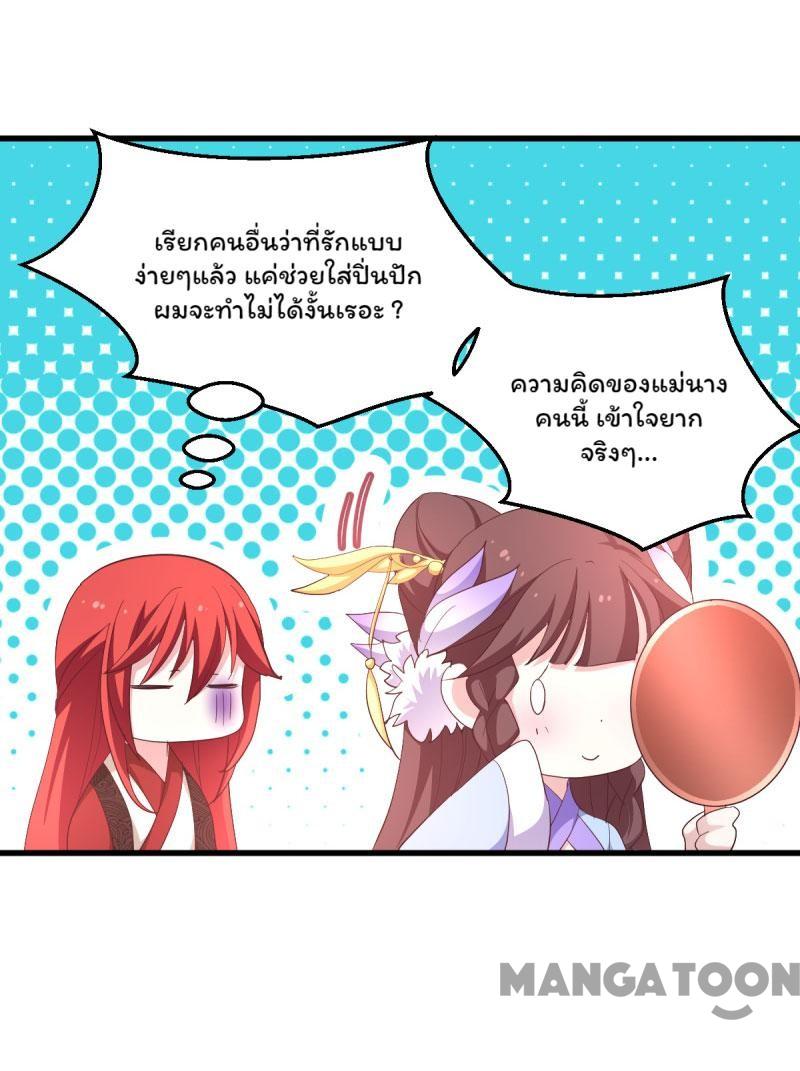 เรียกคนอื่นว่าที่รักแบบ
ง่ายๆแล้ว แค่ช่วยใส่ปิ่นปัก
ผมจะทำไม่ได้งั้นเรอะ ?
ความคิดของแม่นาง
คนนี้ เข้าใจยาก
จริงๆ...
MANGATOON